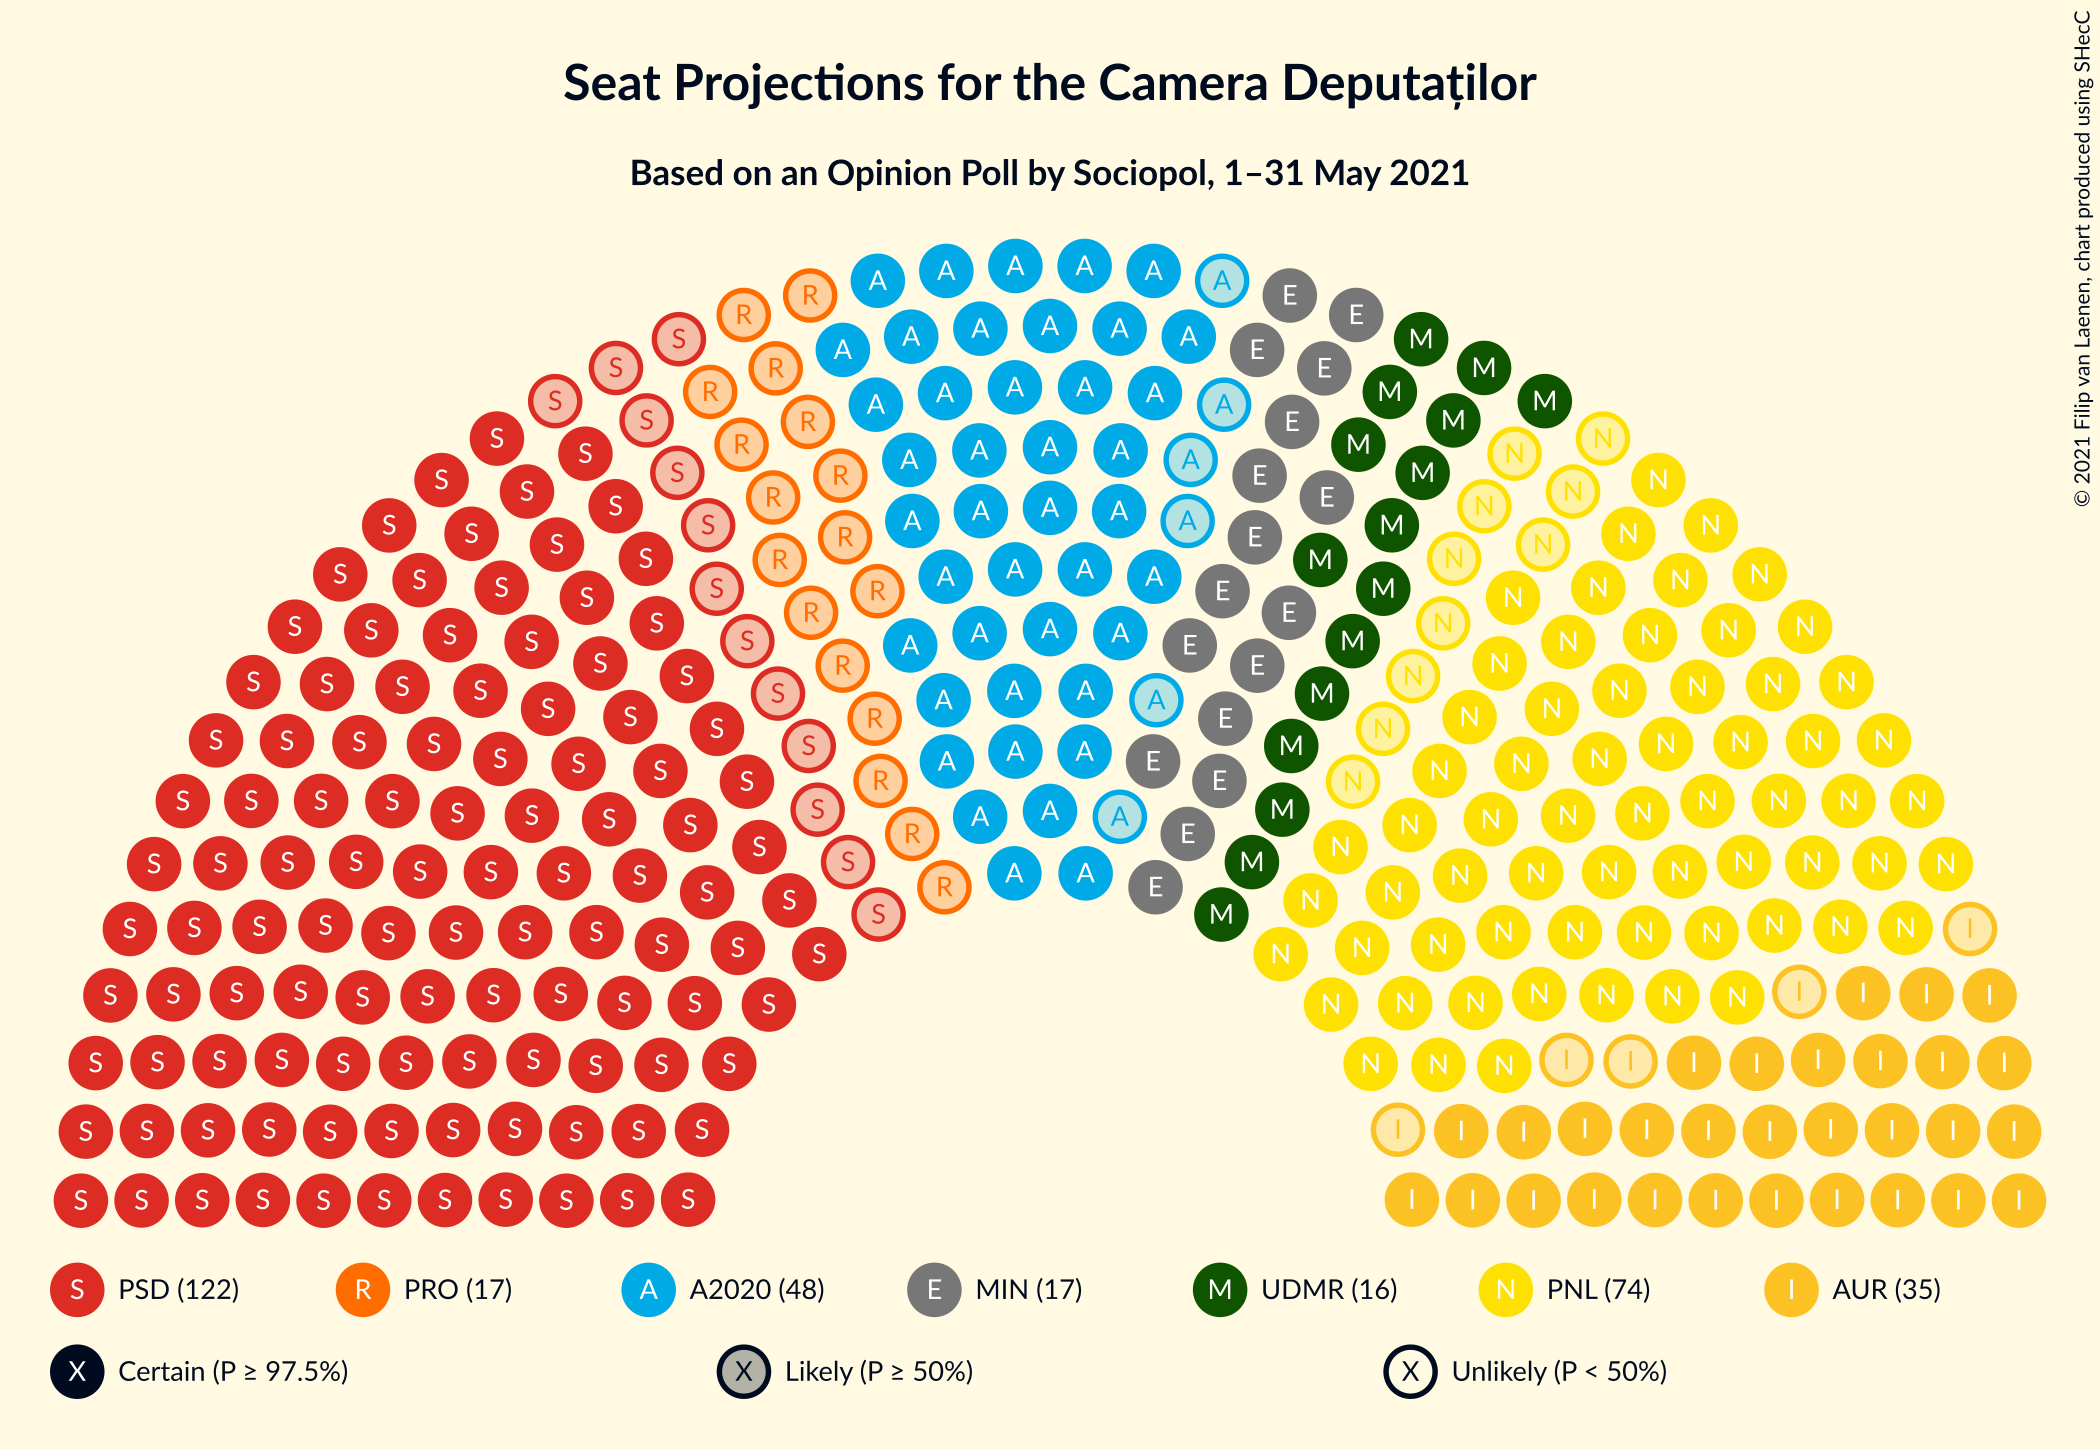 Seat Projections for the Camera Deputaților
Based on an Opinion Poll by Sociopol, 1–31 May 2021
© 2021 Filip van Laenen, chart produced using SHecC
S PSD (122)
R PRO (17)
A A2020 (48)
E MIN (17)
M UDMR (16)
N PNL (74)
I AUR (35)
X Certain (P ≥ 97.5%)
X Likely (P ≥ 50%)
X Unlikely (P < 50%)